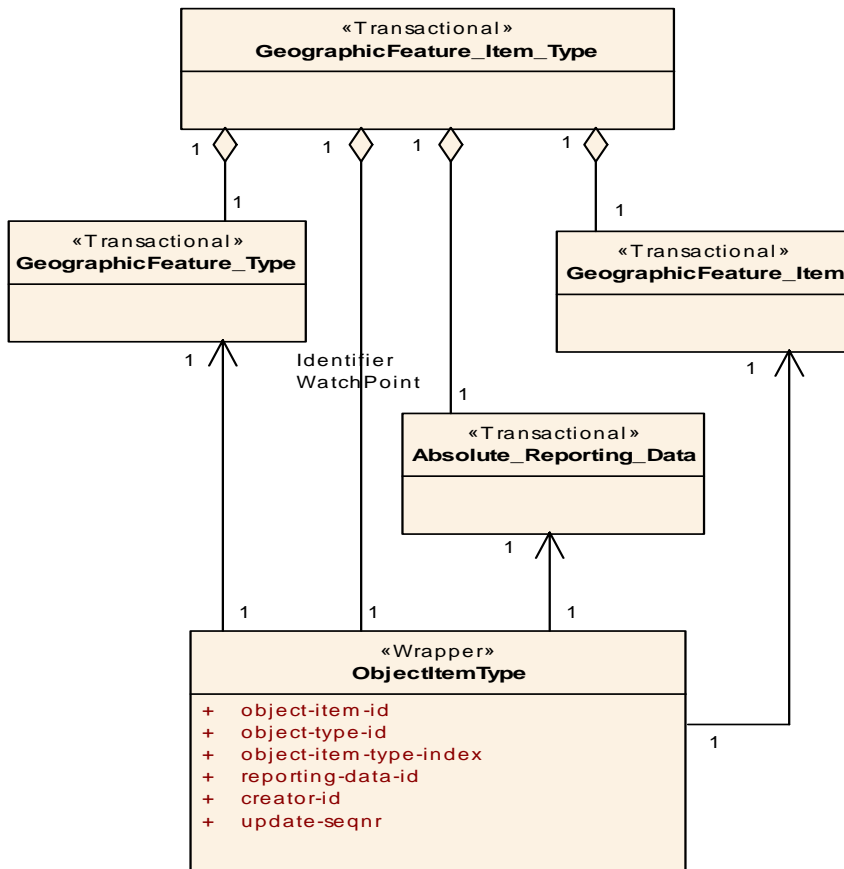 «Transactional»
GeographicFeature_Item_Type
1
1
1
1
1
1
«Transactional»
GeographicFeature_Type
«Transactional»
GeographicFeature_Item
1
Identifier
WatchPoint
1
1
«Transactional»
Absolute_Reporting_Data
1
1
1
1
«Wrapper»
ObjectItemType
+ object-item-id
+ object-type-id
+ object-item-type-index
+ reporting-data-id
+ creator-id
+ update-seqnr
1